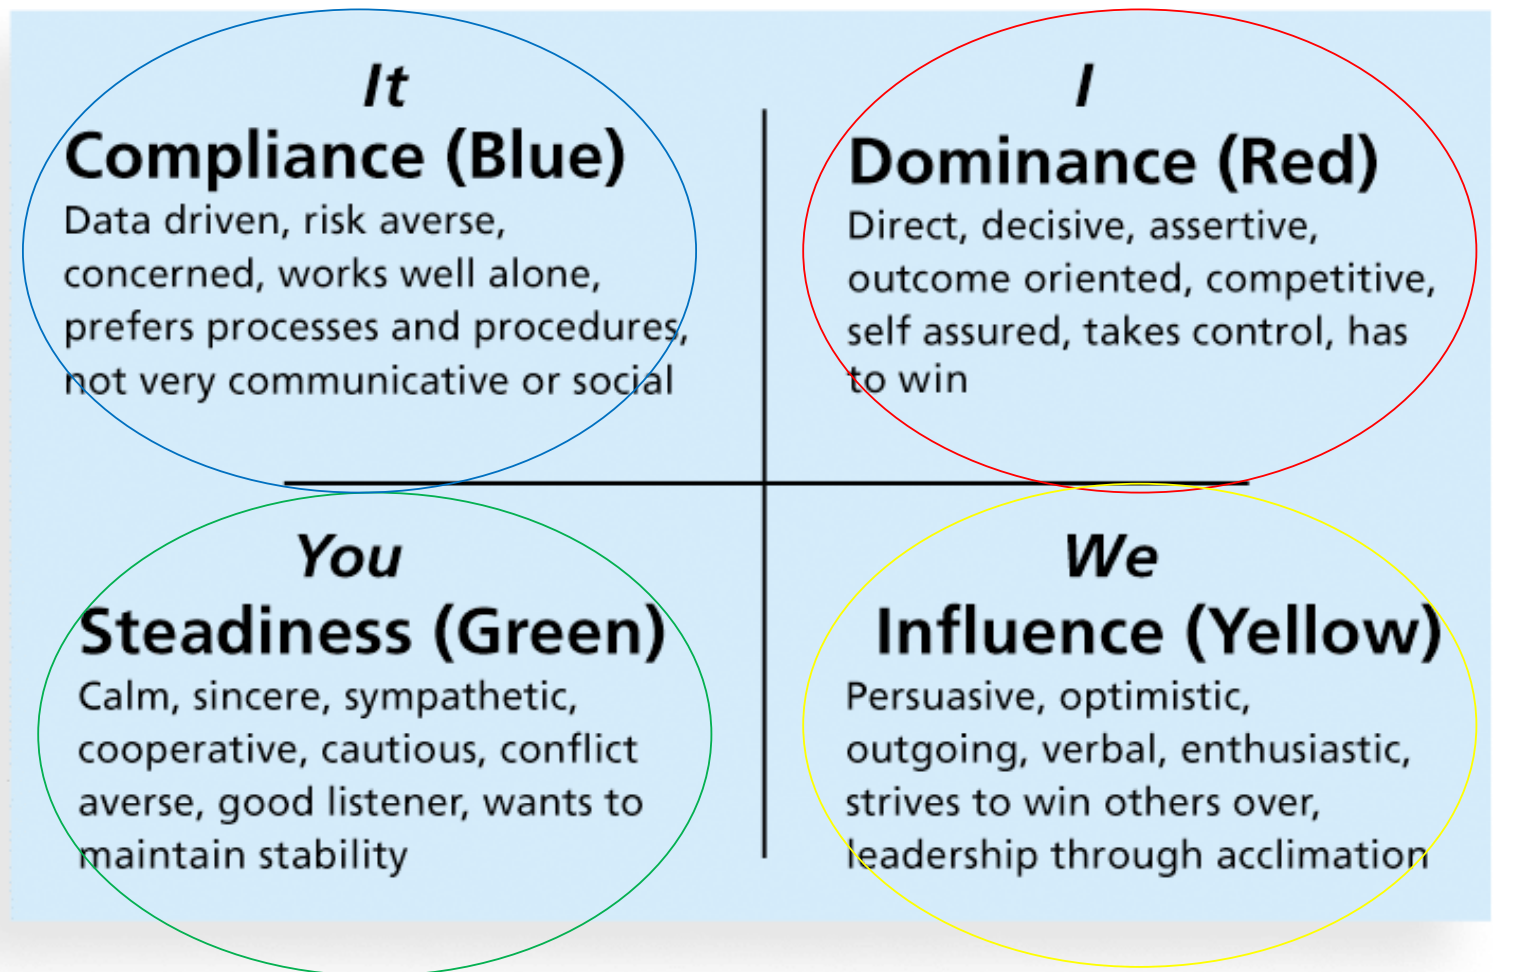 It
Compliance (Blue)
Data driven, risk averse,
concerned, works well alone,
prefers processes and procedures,
not very communicative or social
I
Dominance (Red)
Direct, decisive, assertive,
outcome oriented, competitive,
self assured, takes control, has
to win
You
Steadiness (Green)
Calm, sincere, sympathetic,
cooperative, cautious, conflict
averse, good listener, wants to
maintain stability
We
Influence (Yellow)
Persuasive, optimistic,
outgoing, verbal, enthusiastic,
strives to win others over,
leadership through acclimation